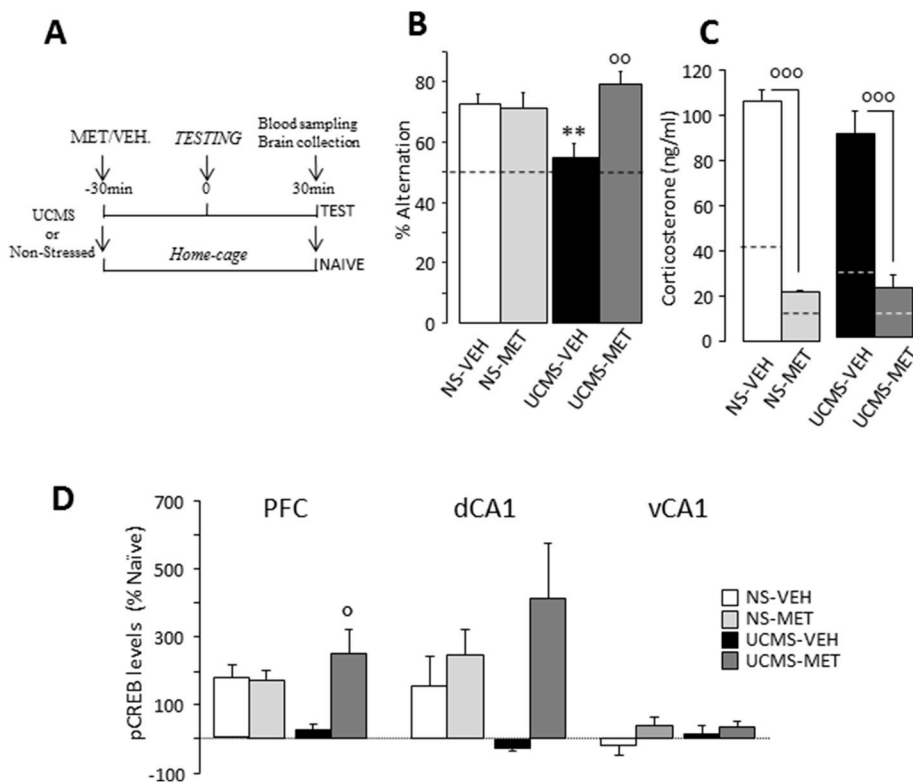 A
MET/VEH.
TESTING
Blood sampling
Brain collection
-30min
0
30min
TEST
UCMS
or
Non-Stressed
Home-cage
NAIVE
B
% Alternation
80
60
40
20
0
**
oo
NS-VEH
NS-MET
UCMS-VEH
UCMS-MET
C
Corticosterone (ng/ml)
120
100
80
60
40
20
0
ooo
ooo
NS-VEH
NS-MET
UCMS-VEH
UCMS-MET
D
pCREB levels (% Naïve)
700
500
300
100
-100
PFC
dCA1
vCA1
o
NS-VEH
NS-MET
UCMS-VEH
UCMS-MET